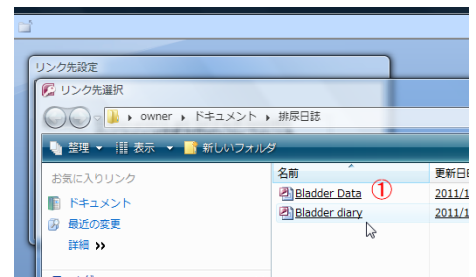 リンク先設定
リンク先選択
owner ドキュメント 排尿日誌
整理 表示 新しいフォルダ
お気に入りリンク
ドキュメント
最近の変更
詳細 >>
名前 更新日
Bladder Data ① 2011/1
Bladder diary 2011/1